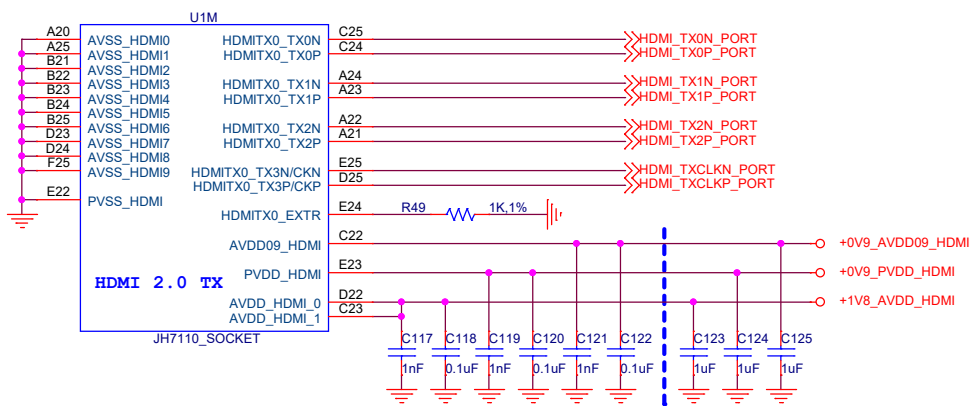 U1M
A20 AVSS_HDMI0 HDMITX0_TX0N C25 HDMI_TX0N_PORT
A25 AVSS_HDMI1 HDMITX0_TX0P C24 HDMI_TX0P_PORT
B21 AVSS_HDMI2
B22 AVSS_HDMI3 HDMITX0_TX1N A24 HDMI_TX1N_PORT
B23 AVSS_HDMI4 HDMITX0_TX1P A23 HDMI_TX1P_PORT
B24 AVSS_HDMI5
B25 AVSS_HDMI6 HDMITX0_TX2N A22 HDMI_TX2N_PORT
D23 AVSS_HDMI7 HDMITX0_TX2P A21 HDMI_TX2P_PORT
D24 AVSS_HDMI8
F25 AVSS_HDMI9 HDMITX0_TX3N/CKN E25 HDMI_TXCLKN_PORT
HDMITX0_TX3P/CKP D25 HDMI_TXCLKP_PORT
E22 PVSS_HDMI
HDMITX0_EXTR E24 R49 1K,1%
AVDD09_HDMI C22 +0V9_AVDD09_HDMI
HDMI 2.0 TX PVDD_HDMI E23 +0V9_PVDD_HDMI
AVDD_HDMI_0 D22 +1V8_AVDD_HDMI
AVDD_HDMI_1 C23
JH7110_SOCKET
C117 C118 C119 C120 C121 C122 C123 C124 C125
1nF 0.1uF 1nF 0.1uF 1nF 0.1uF 1uF 1uF 1uF